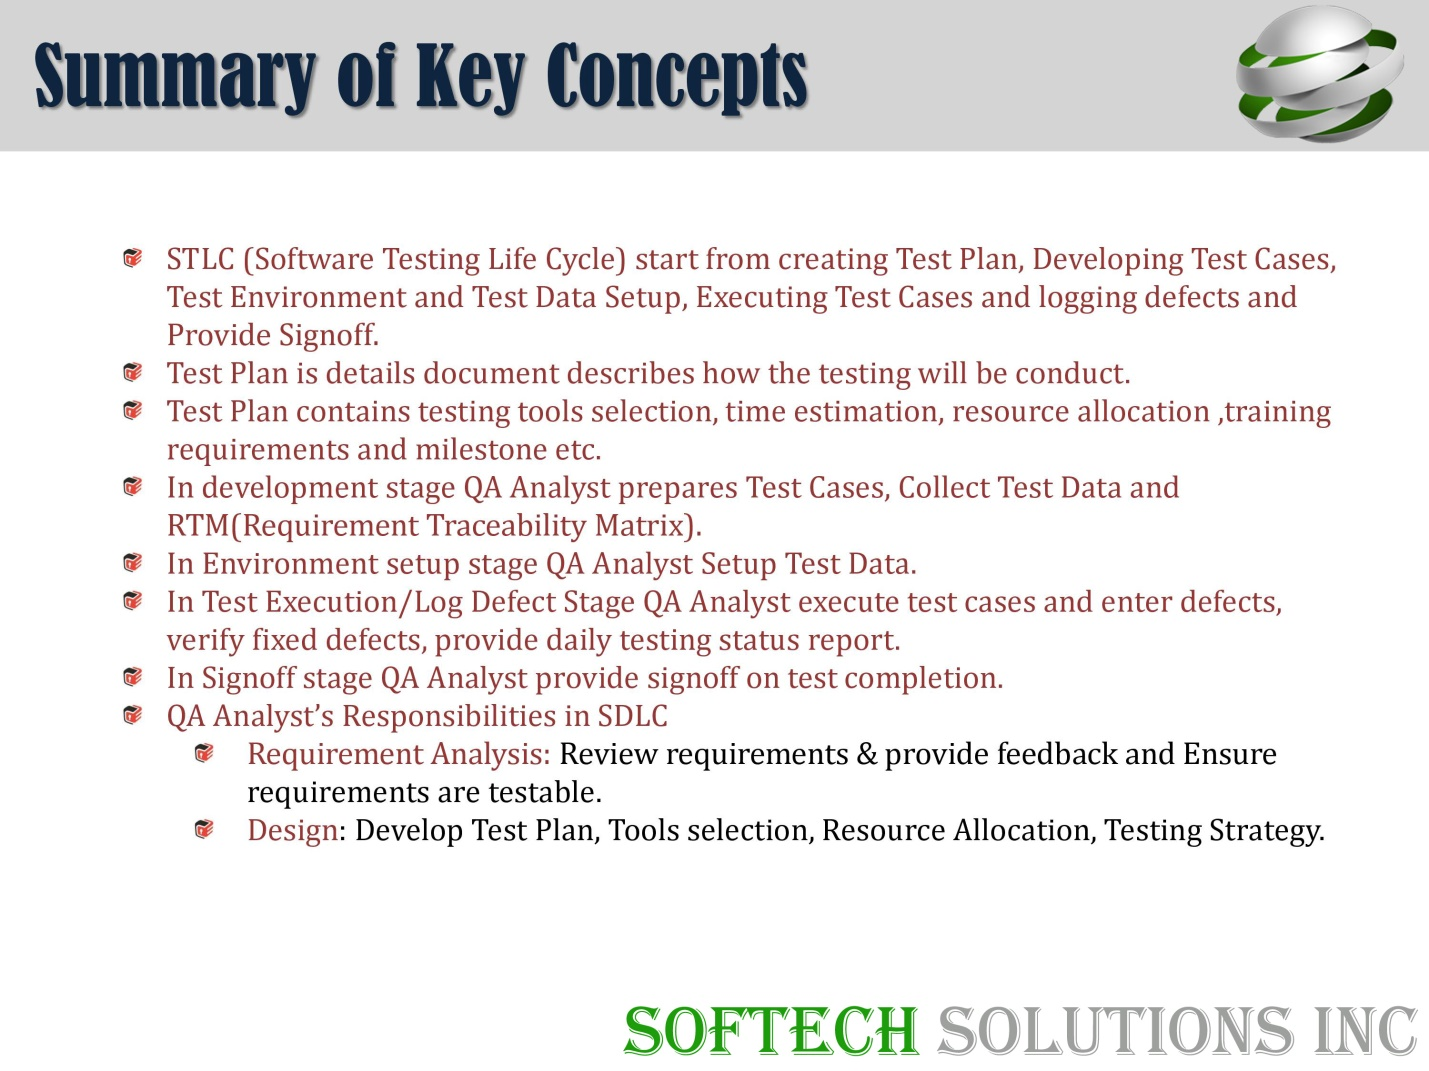 Summary of Key Concepts
STLC (Software Testing Life Cycle) start from creating Test Plan, Developing Test Cases,
Test Environment and Test Data Setup, Executing Test Cases and logging defects and
Provide Signoff.
Test Plan is details document describes how the testing will be conduct.
Test Plan contains testing tools selection, time estimation, resource allocation ,training
requirements and milestone etc.
In development stage QA Analyst prepares Test Cases, Collect Test Data and
RTM(Requirement Traceability Matrix).
In Environment setup stage QA Analyst Setup Test Data.
In Test Execution/Log Defect Stage QA Analyst execute test cases and enter defects,
verify fixed defects, provide daily testing status report.
In Signoff stage QA Analyst provide signoff on test completion.
QA Analyst’s Responsibilities in SDLC
Requirement Analysis: Review requirements & provide feedback and Ensure
requirements are testable.
Design: Develop Test Plan, Tools selection, Resource Allocation, Testing Strategy.
SOFTECH SOLUTIONS INC